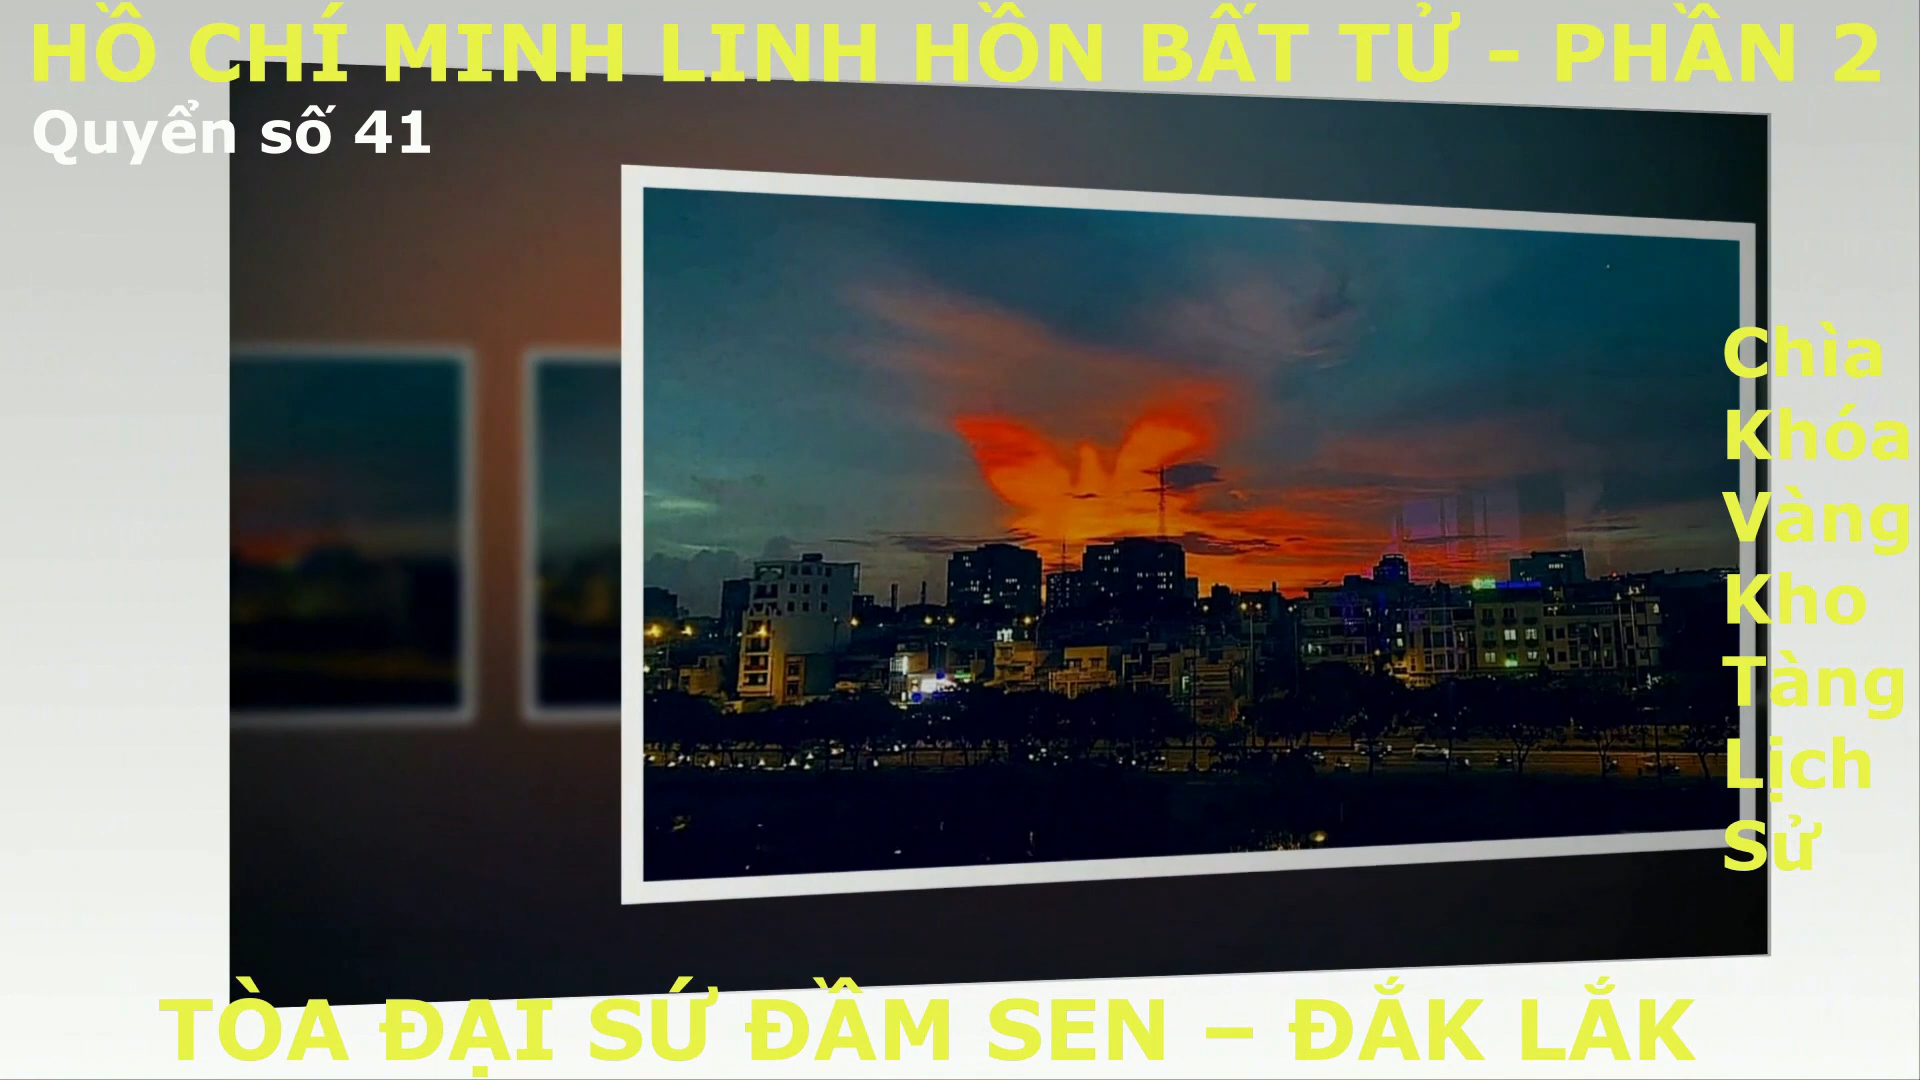 HỒ CHÍ MINH LINH HỒN BẤT TỬ - PHẦN 2
Quyển số 41
Chìa
Khóa
Vàng
Kho
Tàng
Lịch
Sử
TÒA ĐẠI SỨ ĐẦM SEN – ĐẮK LẮK